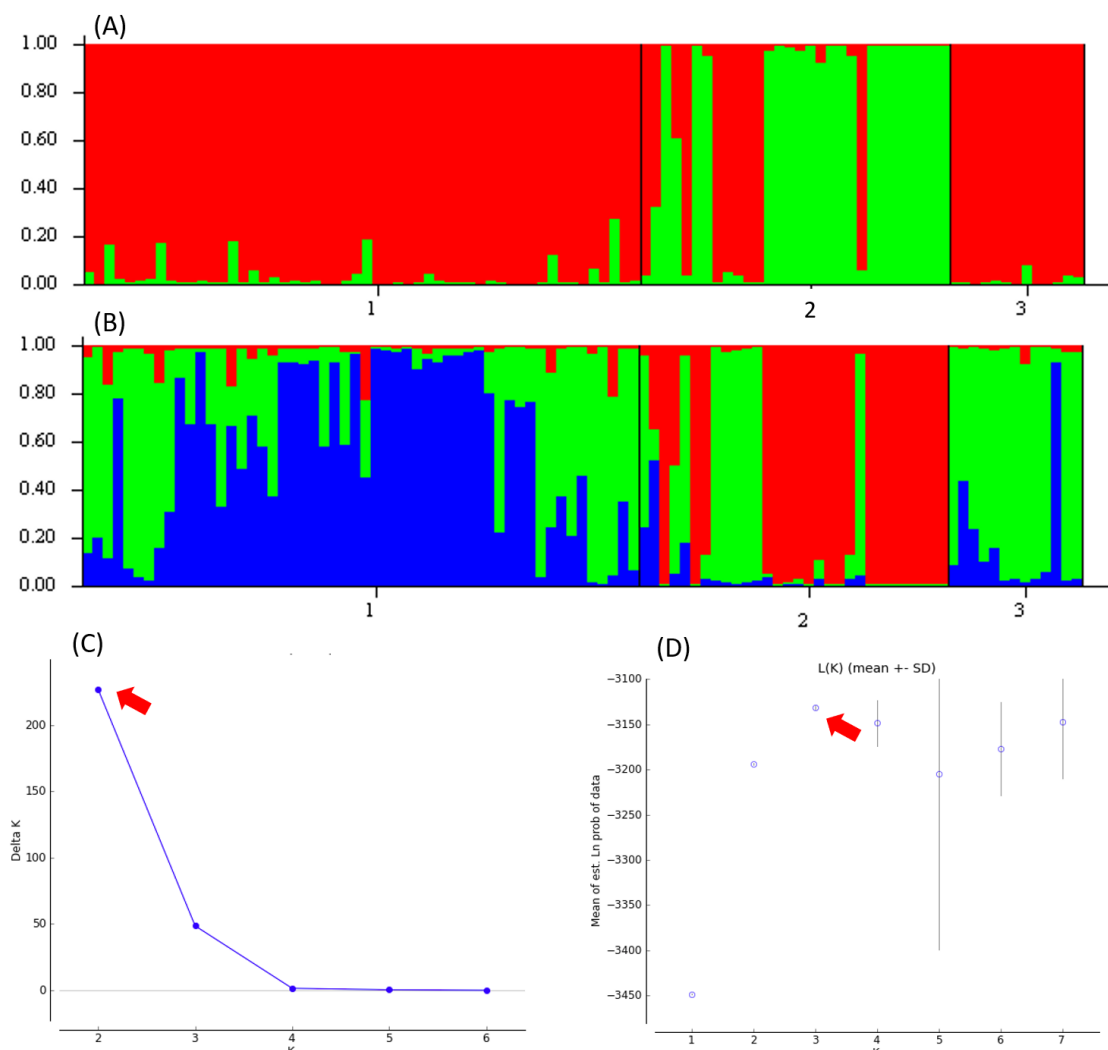 (A)
1.00
0.80
0.60
0.40
0.20
0.00
1 2 3
(B)
1.00
0.80
0.60
0.40
0.20
0.00
1 2 3
(C)
200
150
100
50
0
Delta K
2 3 4 5 6
(D)
L(K) (mean +- SD)
−3100
−3150
−3200
−3250
−3300
−3350
−3400
−3450
Mean of est. Ln prob of data
1 2 3 4 5 6 7